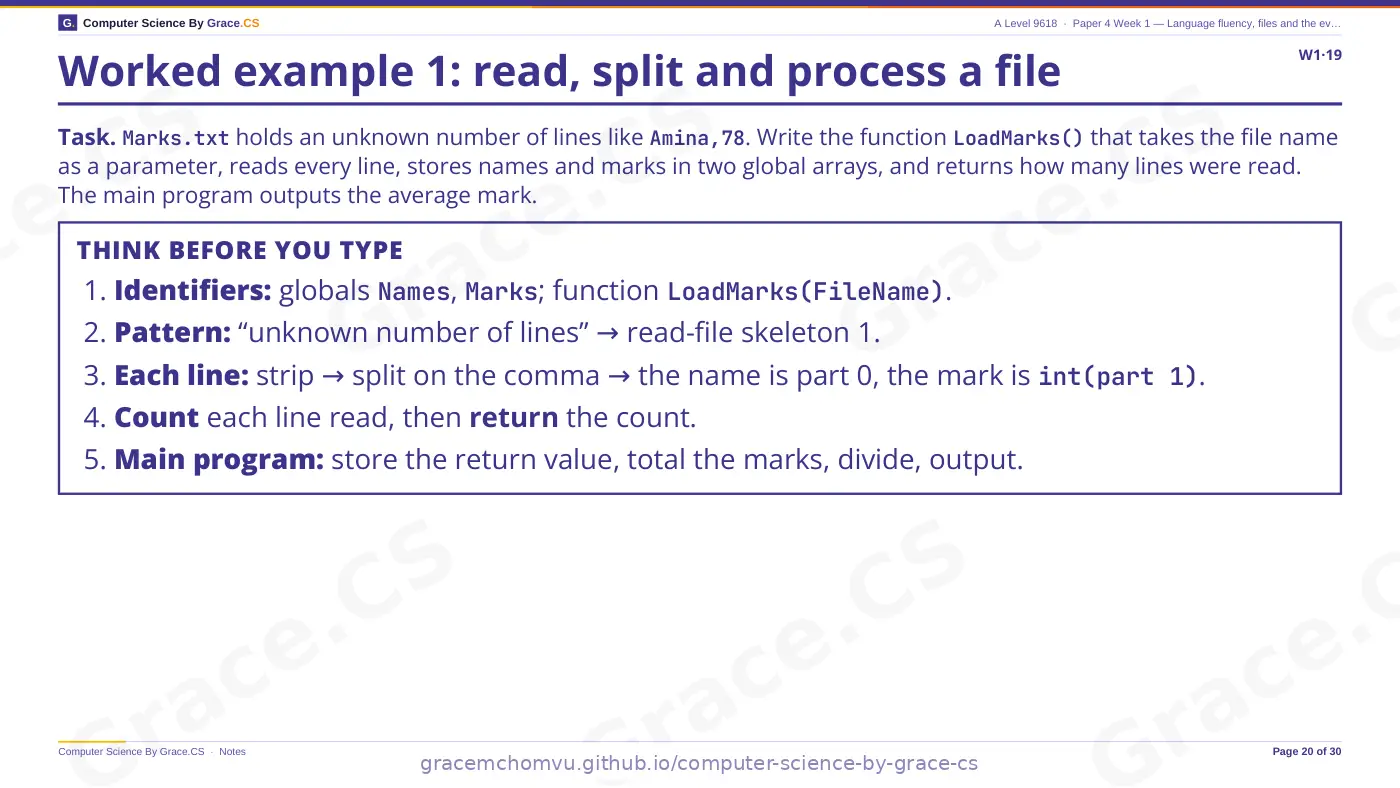 G. Computer Science By Grace.CS
A Level 9618 · Paper 4 Week 1 — Language fluency, files and the ev…
Worked example 1: read, split and process a file
W1·19
Task. Marks.txt holds an unknown number of lines like Amina,78. Write the function LoadMarks() that takes the file name
as a parameter, reads every line, stores names and marks in two global arrays, and returns how many lines were read.
The main program outputs the average mark.
THINK BEFORE YOU TYPE
1. Identifiers: globals Names, Marks; function LoadMarks(FileName).
2. Pattern: “unknown number of lines” → read-file skeleton 1.
3. Each line: strip → split on the comma → the name is part 0, the mark is int(part 1).
4. Count each line read, then return the count.
5. Main program: store the return value, total the marks, divide, output.
Grace.CS
Grace.CS
Grace.CS
Computer Science By Grace.CS · Notes
Page 20 of 30
gracemchomvu.github.io/computer-science-by-grace-cs